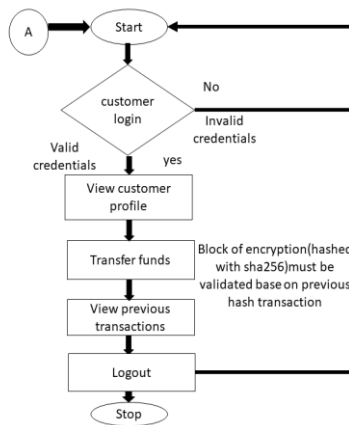 A
Start
customer
login
No
Invalid
credentials
Valid
credentials
yes
View customer
profile
Transfer funds
Block of encryption(hashed
with sha256)must be
validated base on previous
hash transaction
View previous
transactions
Logout
Stop